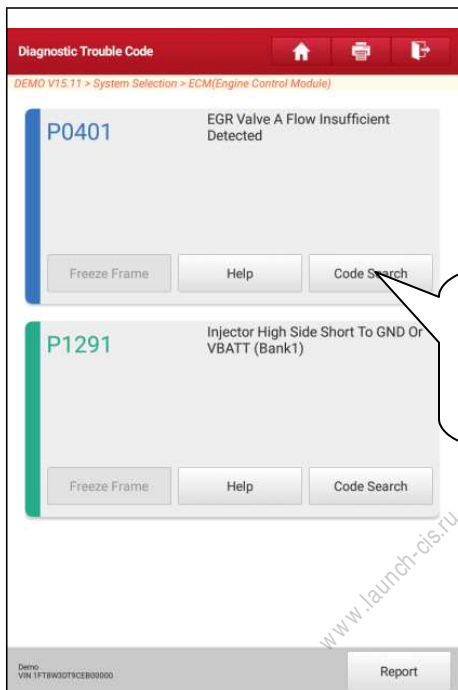 Diagnostic Trouble Code
DEMO V15.11 > System Selection > ECM(Engine Control Module)
P0401
EGR Valve A Flow Insufficient
Detected
Freeze Frame
Help
Code Search
P1291
Injector High Side Short To GND Or
VBATT (Bank1)
Freeze Frame
Help
Code Search
www.launch-cis.ru
Demo
VIN 1FTBW3DT9CEB00000
Report